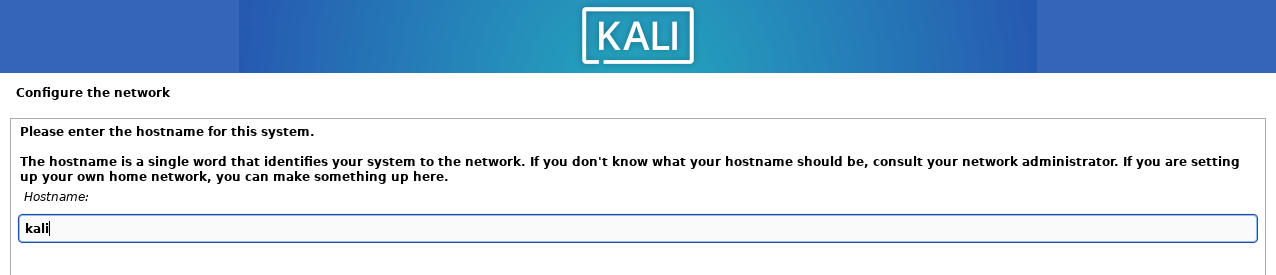 KALI
Configure the network
Please enter the hostname for this system.
The hostname is a single word that identifies your system to the network. If you don't know what your hostname should be, consult your network administrator. If you are setting
up your own home network, you can make something up here.
Hostname:
kali